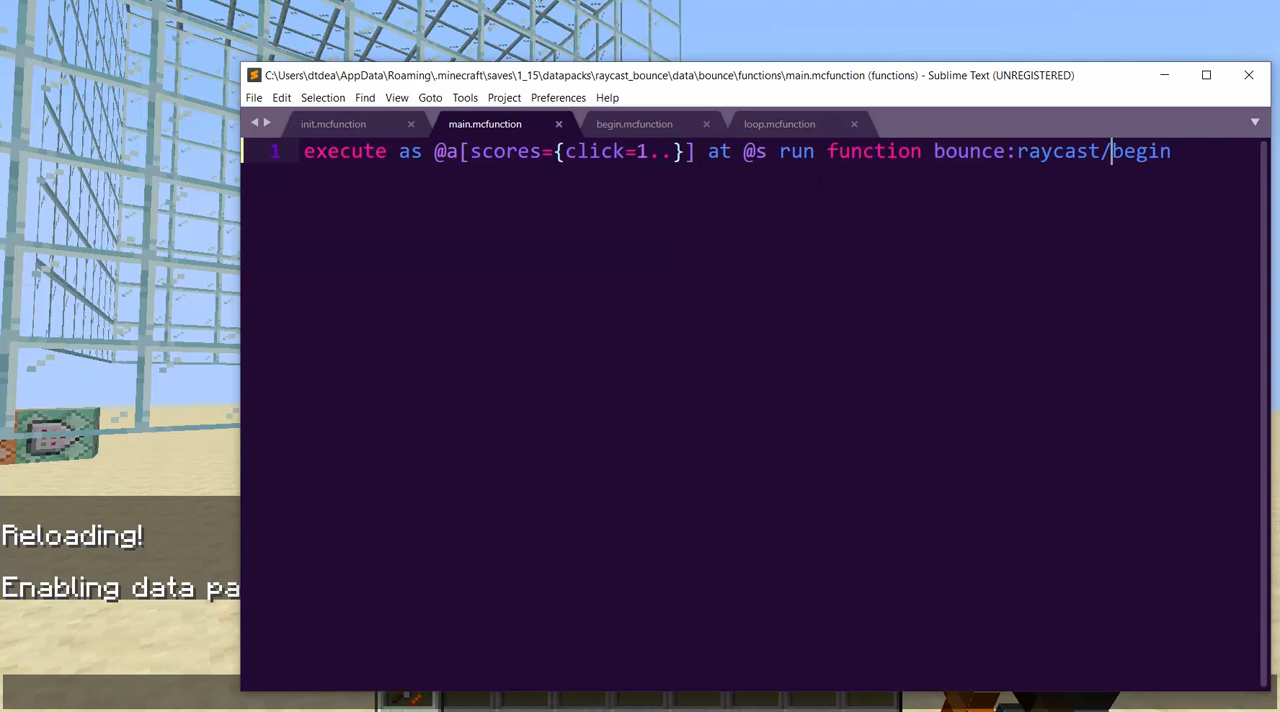 C:\Users\dtdea\AppData\Roaming\.minecraft\saves\1_15\datapacks\raycast_bounce\data\bounce\functions\main.mcfunction (functions) - Sublime Text (UNREGISTERED)
File Edit Selection Find View Goto Tools Project Preferences Help
init.mcfunction main.mcfunction begin.mcfunction loop.mcfunction
1 execute as @a[scores={click=1..}] at @s run function bounce:raycast/begin
Reloading!
Enabling data pa